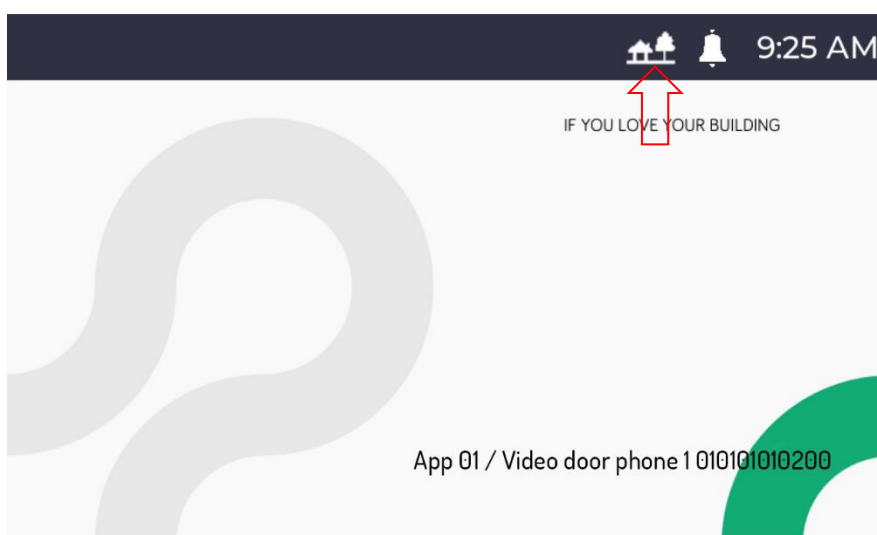 9:25 AM
IF YOU LOVE YOUR BUILDING
App 01 / Video door phone 1 010101010200